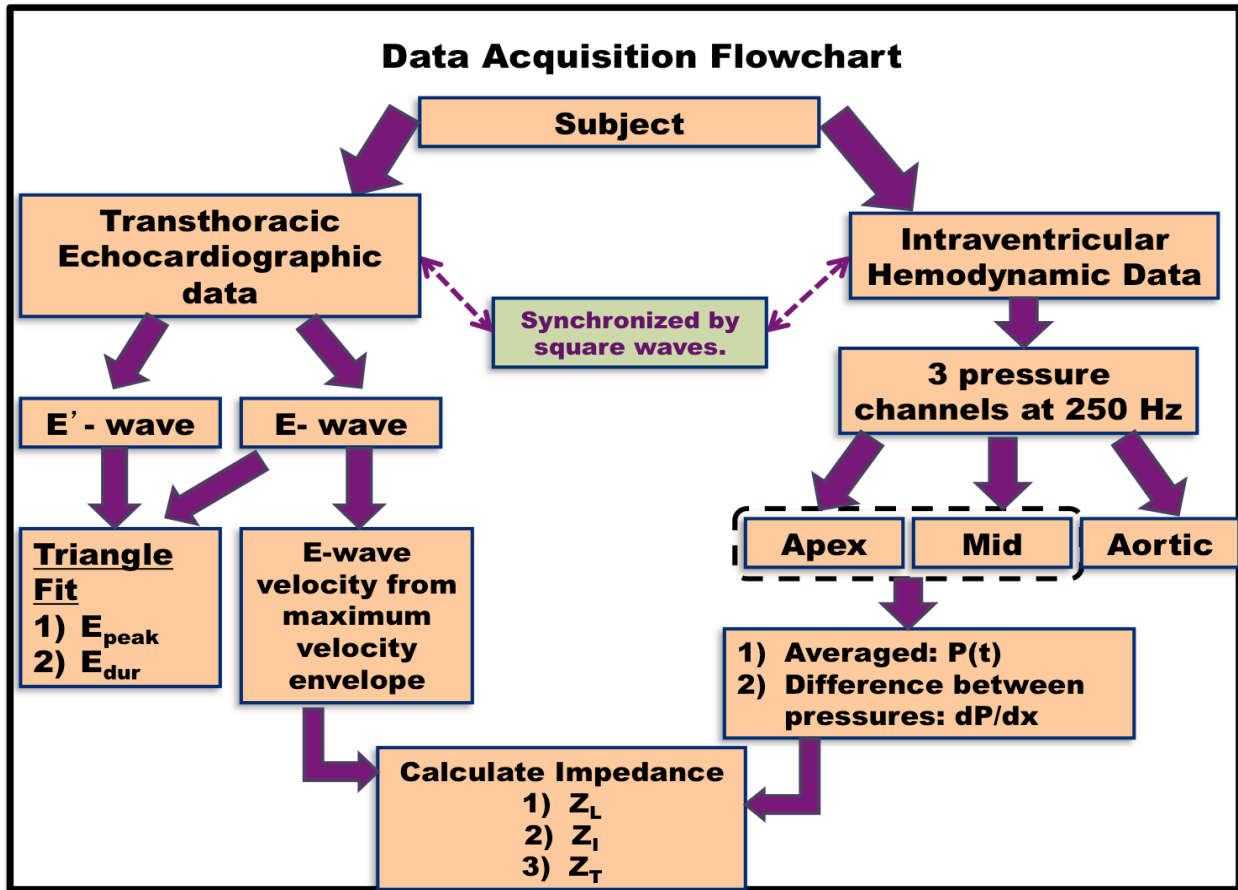 Data Acquisition Flowchart
Subject
Transthoracic
Echocardiographic
data
Intraventricular
Hemodynamic Data
Synchronized by
square waves.
E’- wave
E- wave
3 pressure
channels at 250 Hz
Triangle
Fit
1) Epeak
2) Edur
E-wave
velocity from
maximum
velocity
envelope
Apex
Mid
Aortic
1) Averaged: P(t)
2) Difference between
pressures: dP/dx
Calculate Impedance
1) ZL
2) ZI
3) ZT